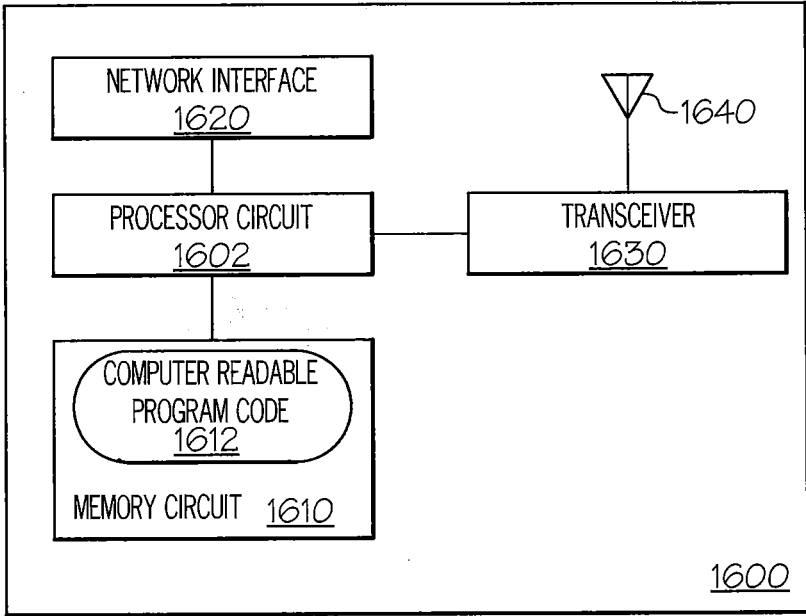 NETWORK INTERFACE
1620
1640
PROCESSOR CIRCUIT
1602
TRANSCEIVER
1630
COMPUTER READABLE
PROGRAM CODE
1612
MEMORY CIRCUIT 1610
1600